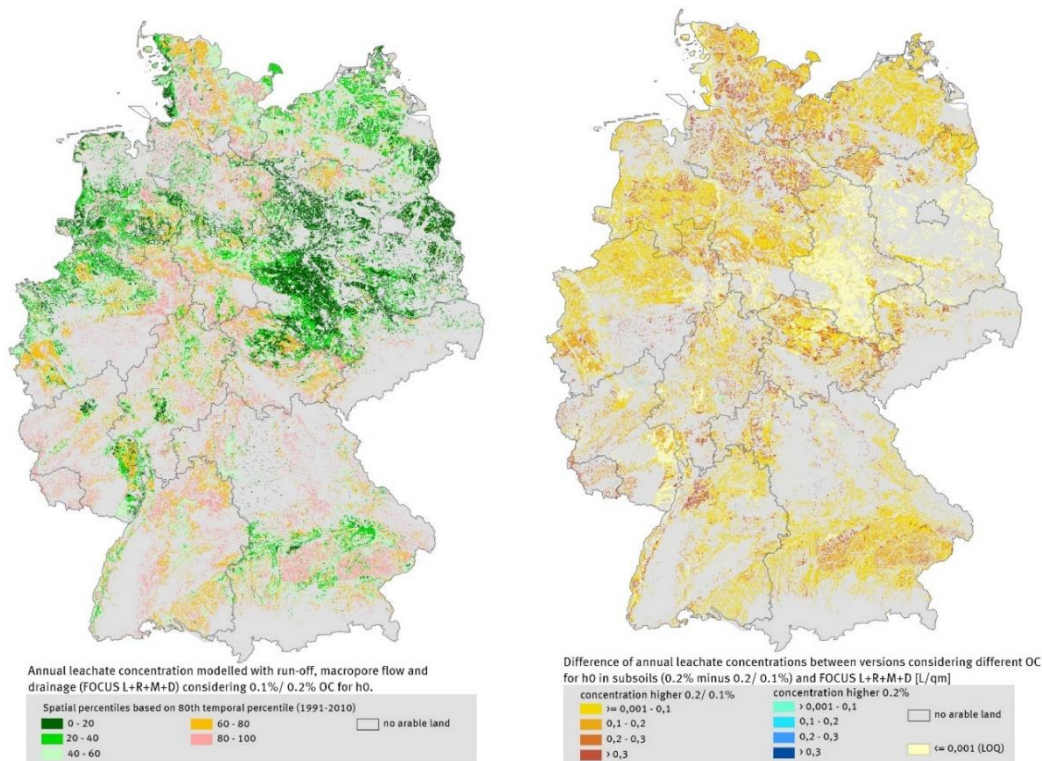 Annual leachate concentration modelled with run-off, macropore flow and
drainage (FOCUS L+R+M+D) considering 0.1%/ 0.2% OC for h0.
Spatial percentiles based on 80th temporal percentile (1991-2010)
0 - 20
20 - 40
40 - 60
60 - 80
80 - 100
no arable land
Difference of annual leachate concentrations between versions considering different OC
for h0 in subsoils (0.2% minus 0.2/ 0.1%) and FOCUS L+R+M+D [L/qm]
concentration higher 0.2/ 0.1%
>= 0,001 - 0,1
0,1 - 0,2
0,2 - 0,3
> 0,3
concentration higher 0.2%
> 0,001 - 0,1
0,1 - 0,2
0,2 - 0,3
> 0,3
no arable land
<= 0,001 (LOQ)